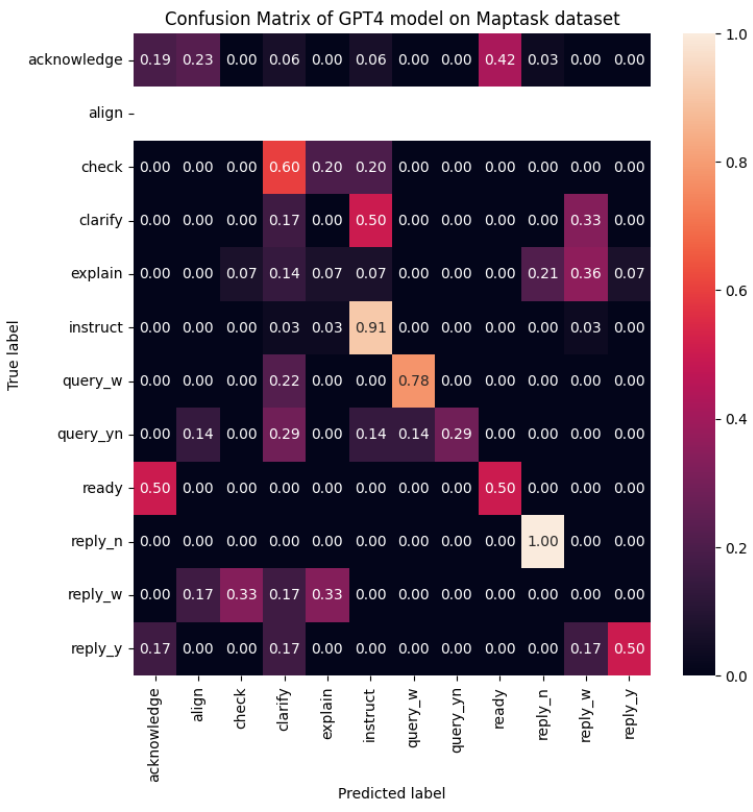 Confusion Matrix of GPT4 model on Maptask dataset
acknowledge 0.19 0.23 0.00 0.06 0.00 0.06 0.00 0.00 0.42 0.03 0.00 0.00
align
check 0.00 0.00 0.00 0.60 0.20 0.20 0.00 0.00 0.00 0.00 0.00 0.00
clarify 0.00 0.00 0.00 0.17 0.00 0.50 0.00 0.00 0.00 0.00 0.33 0.00
explain 0.00 0.00 0.07 0.14 0.07 0.07 0.00 0.00 0.00 0.21 0.36 0.07
instruct 0.00 0.00 0.00 0.03 0.03 0.91 0.00 0.00 0.00 0.00 0.03 0.00
query_w 0.00 0.00 0.00 0.22 0.00 0.00 0.78 0.00 0.00 0.00 0.00 0.00
query_yn 0.00 0.14 0.00 0.29 0.00 0.14 0.14 0.29 0.00 0.00 0.00 0.00
ready 0.50 0.00 0.00 0.00 0.00 0.00 0.00 0.00 0.50 0.00 0.00 0.00
reply_n 0.00 0.00 0.00 0.00 0.00 0.00 0.00 0.00 0.00 1.00 0.00 0.00
reply_w 0.00 0.17 0.33 0.17 0.33 0.00 0.00 0.00 0.00 0.00 0.00 0.00
reply_y 0.17 0.00 0.00 0.17 0.00 0.00 0.00 0.00 0.00 0.00 0.17 0.50
True label
acknowledge
align
check
clarify
explain
instruct
query_w
query_yn
ready
reply_n
reply_w
reply_y
Predicted label
1.0
0.8
0.6
0.4
0.2
0.0